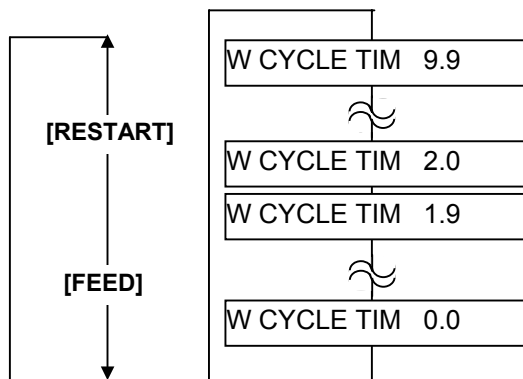 W CYCLE TIM 9.9
[RESTART]
W CYCLE TIM 2.0
W CYCLE TIM 1.9
[FEED]
W CYCLE TIM 0.0